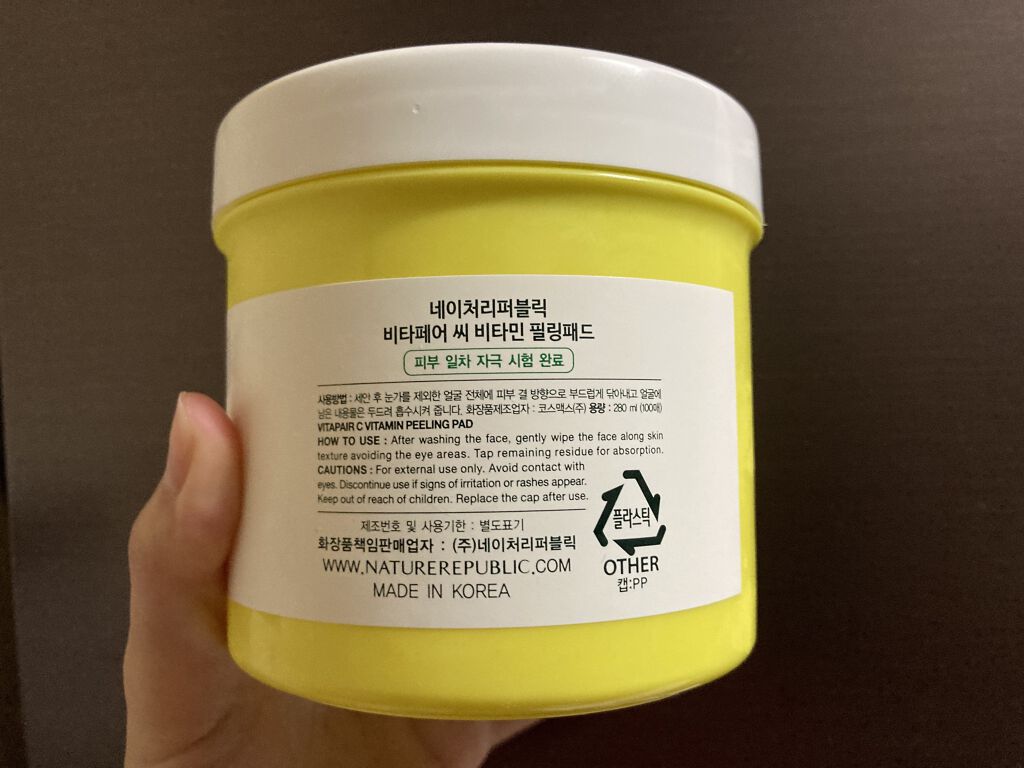 네이처리퍼블릭
비타페어 씨 비타민 필링패드
피부 일차 자극 시험 완료
사용방법 : 세안 후 눈가를 제외한 얼굴 전체에 피부 결 방향으로 부드럽게 닦아내고 얼굴에
남은 내용물은 두드려 흡수시켜 줍니다. 화장품제조업자 : 코스맥스(주) 용량 : 280 ml (100매)
VITAPAIR C VITAMIN PEELING PAD
HOW TO USE : After washing the face, gently wipe the face along skin
texture avoiding the eye areas. Tap remaining residue for absorption.
CAUTIONS : For external use only. Avoid contact with
eyes. Discontinue use if signs of irritation or rashes appear.
Keep out of reach of children. Replace the cap after use.
제조번호 및 사용기한 : 별도표기
화장품책임판매업자 : (주)네이처리퍼블릭
WWW.NATUREREPUBLIC.COM
MADE IN KOREA
플라스틱
OTHER
캡:PP